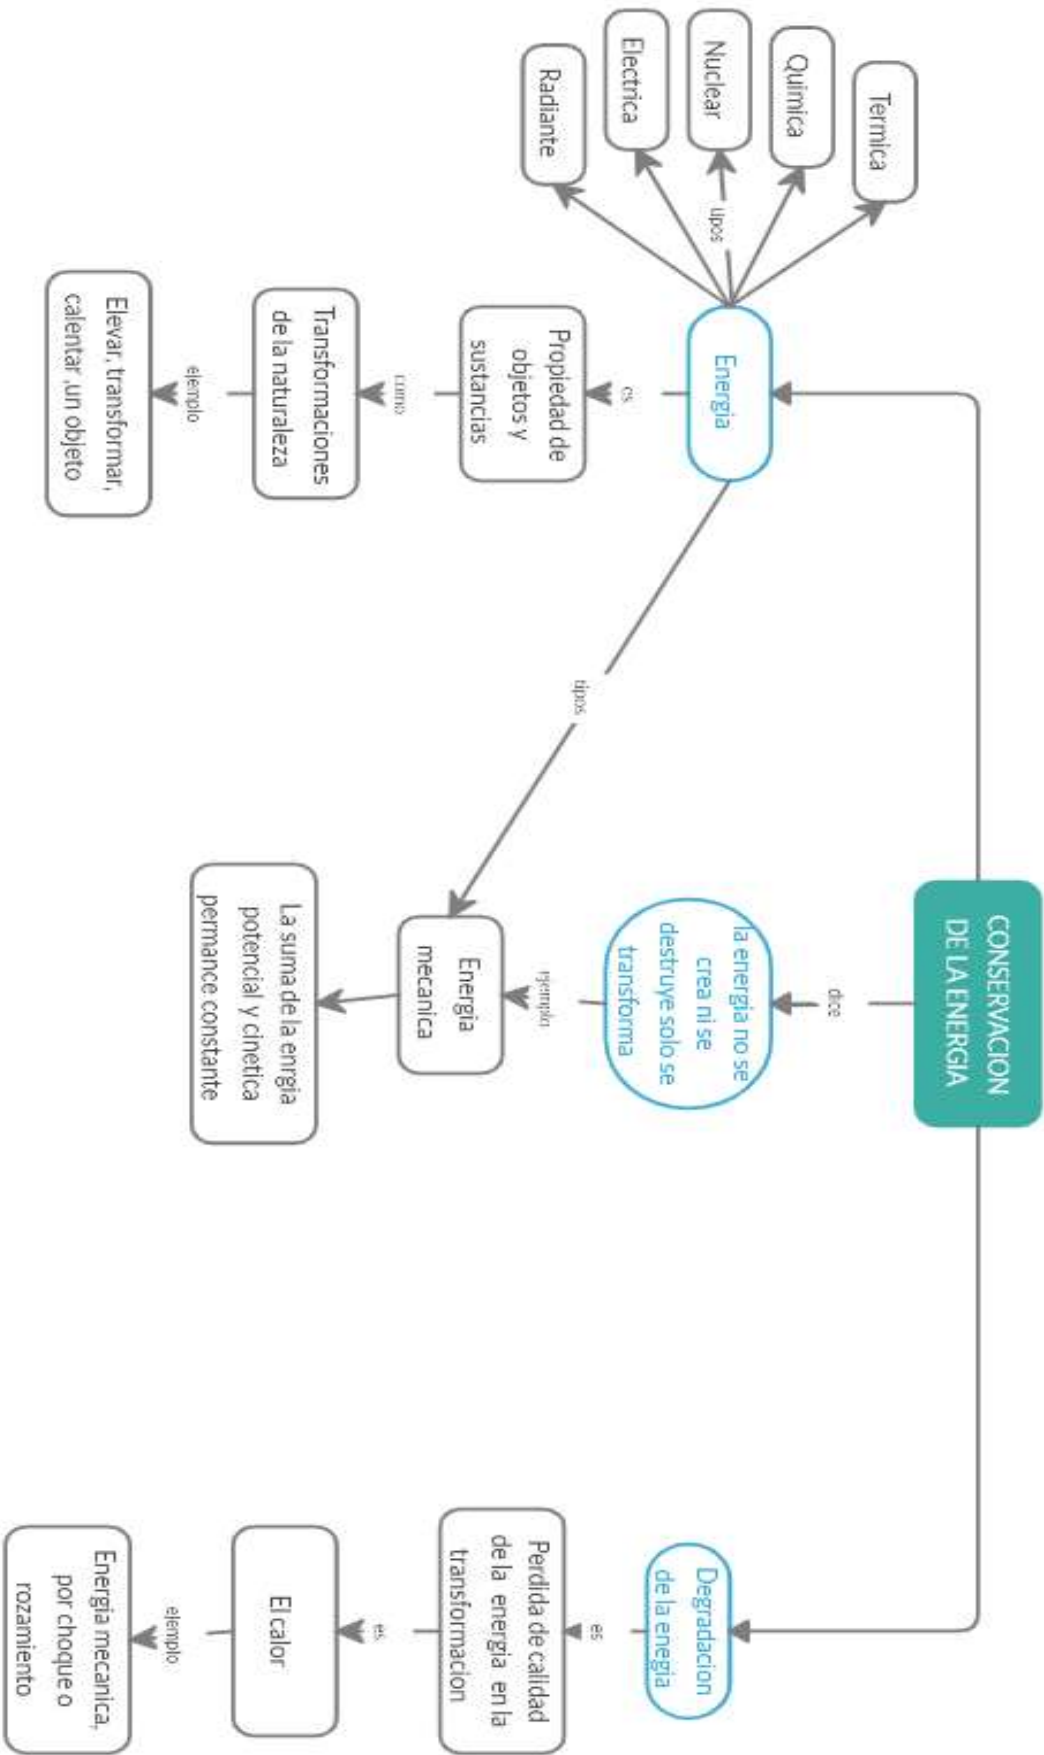 CONSERVACION
DE LA ENERGIA
dice
Energia
la energia no se
crea ni se
destruye solo se
transforma
Degradacion
de la enegia
tipos
Termica
Quimica
Nuclear
Electrica
Radiante
es
Propiedad de
objetos y
sustancias
como
Transformaciones
de la naturaleza
ejemplo
Elevar, transformar,
calentar ,un objeto
tipos
ejemplo
Energia
mecanica
La suma de la enrgia
potencial y cinetica
permance constante
es
Perdida de calidad
de la energia en la
transformacion
es
El calor
ejemplo
Energia mecanica,
por choque o
rozamiento